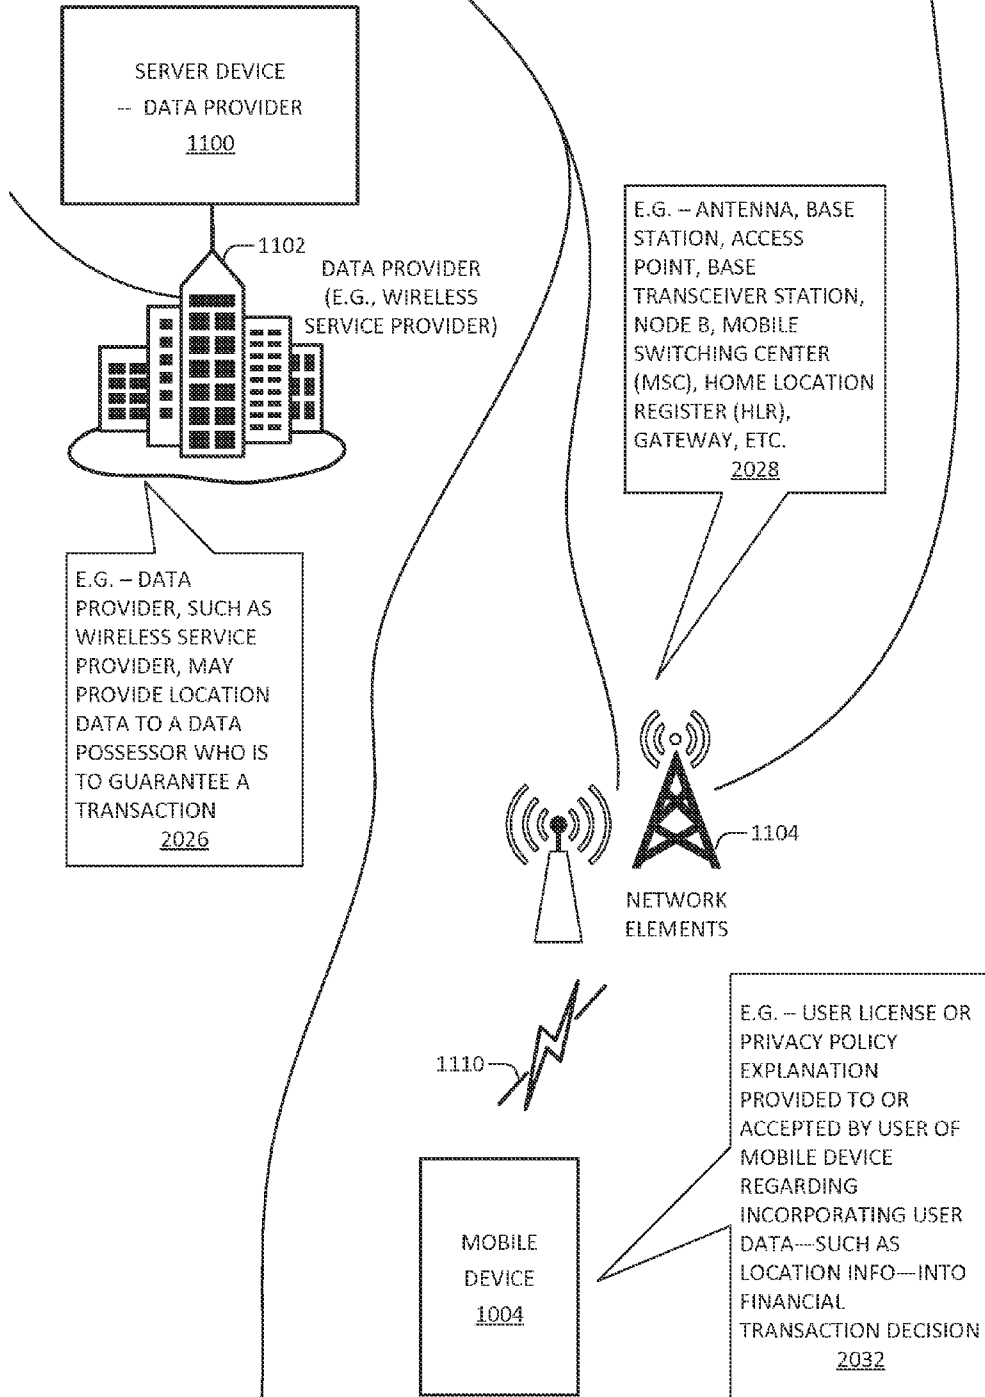 SERVER DEVICE
-- DATA PROVIDER
1100
1102
DATA PROVIDER
(E.G., WIRELESS
SERVICE PROVIDER)
E.G. – ANTENNA, BASE
STATION, ACCESS
POINT, BASE
TRANSCEIVER STATION,
NODE B, MOBILE
SWITCHING CENTER
(MSC), HOME LOCATION
REGISTER (HLR),
GATEWAY, ETC.
2028
E.G. – DATA
PROVIDER, SUCH AS
WIRELESS SERVICE
PROVIDER, MAY
PROVIDE LOCATION
DATA TO A DATA
POSSESSOR WHO IS
TO GUARANTEE A
TRANSACTION
2026
1104
NETWORK
ELEMENTS
1110
E.G. – USER LICENSE OR
PRIVACY POLICY
EXPLANATION
PROVIDED TO OR
ACCEPTED BY USER OF
MOBILE DEVICE
REGARDING
INCORPORATING USER
DATA—SUCH AS
LOCATION INFO—INTO
FINANCIAL
TRANSACTION DECISION
2032
MOBILE
DEVICE
1004